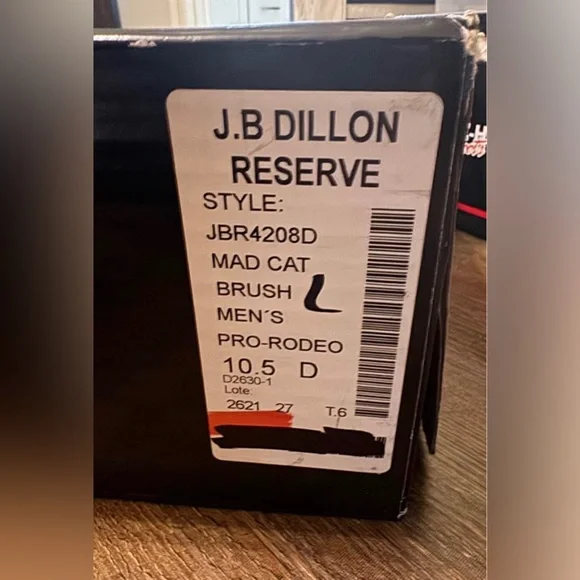 J.B DILLON
RESERVE
STYLE:
JBR4208D
MAD CAT
BRUSH L
MEN´S
PRO-RODEO
10.5 D
D2630-1
Lote:
2621 27 T.6